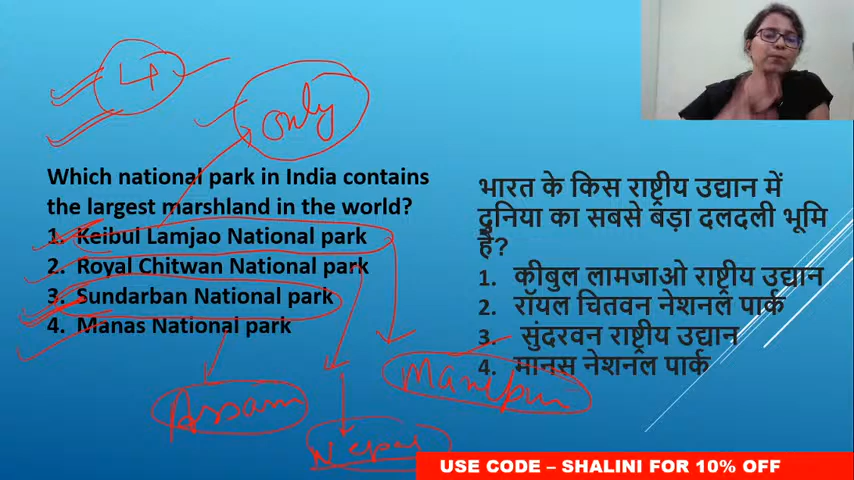 LP
only
Which national park in India contains
the largest marshland in the world?
1. Keibul Lamjao National park
2. Royal Chitwan National park
3. Sundarban National park
4. Manas National park
Assam
Nepal
Manipur
भारत के किस राष्ट्रीय उद्यान में
दुनिया का सबसे बड़ा दलदली भूमि
है?
1. कीबुल लामजाओ राष्ट्रीय उद्यान
2. रॉयल चितवन नेशनल पार्क
3. सुंदरवन राष्ट्रीय उद्यान
4. मानस नेशनल पार्क
USE CODE – SHALINI FOR 10% OFF